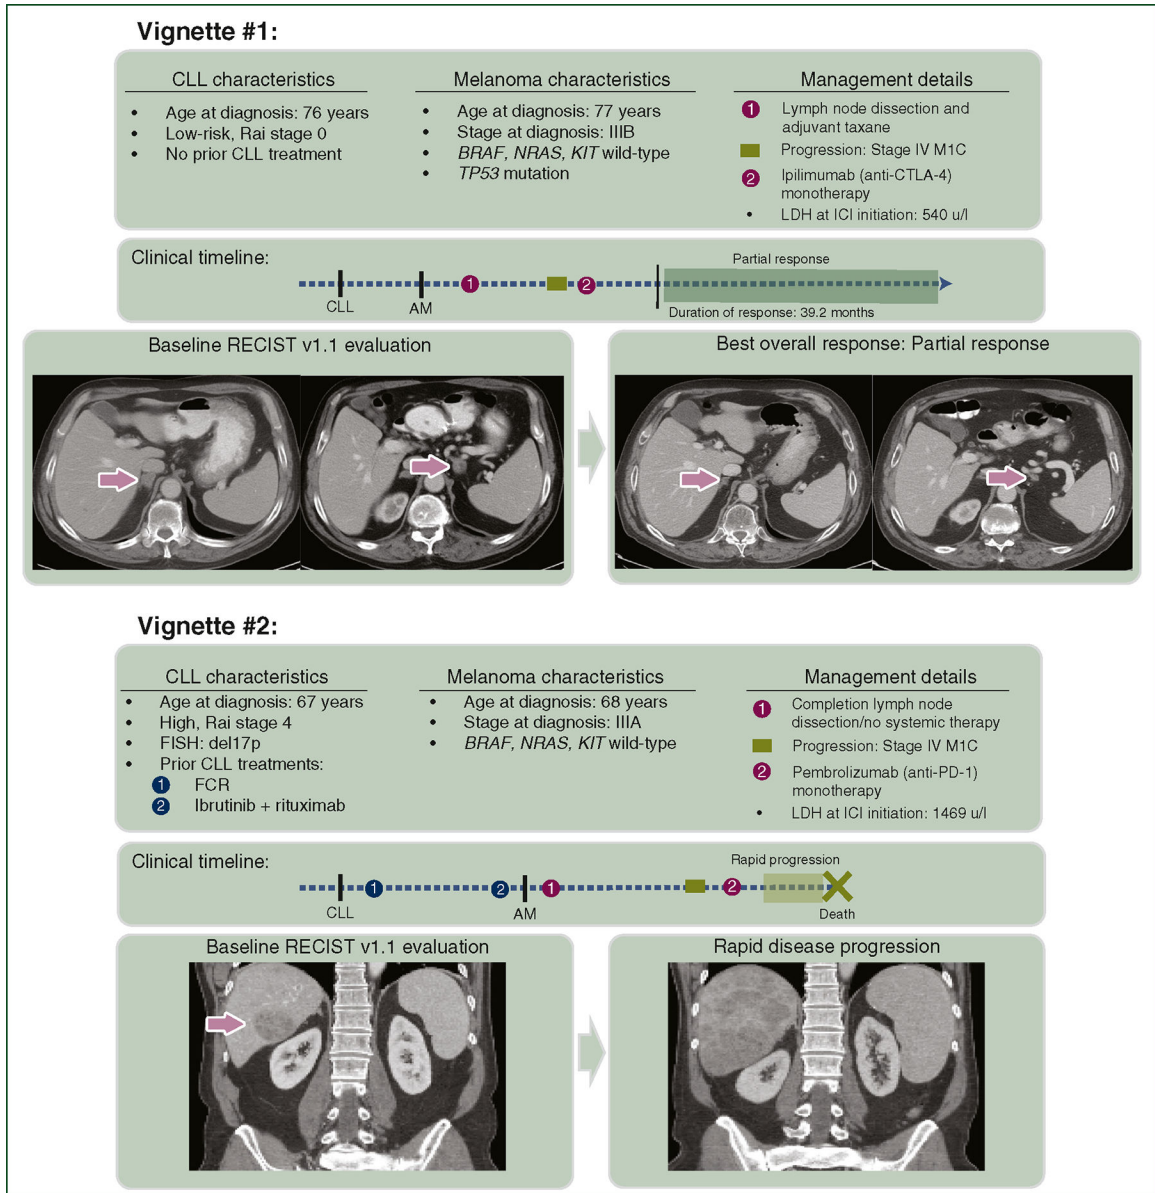 Vignette #1:
CLL characteristics
• Age at diagnosis: 76 years
• Low-risk, Rai stage 0
• No prior CLL treatment
Melanoma characteristics
• Age at diagnosis: 77 years
• Stage at diagnosis: IIIB
• BRAF, NRAS, KIT wild-type
• TP53 mutation
Management details
1 Lymph node dissection and
adjuvant taxane
Progression: Stage IV M1C
2 Ipilimumab (anti-CTLA-4)
monotherapy
• LDH at ICI initiation: 540 u/l
Clinical timeline:
CLL
AM
1
2
Partial response
Duration of response: 39.2 months
Baseline RECIST v1.1 evaluation
Best overall response: Partial response
Vignette #2:
CLL characteristics
• Age at diagnosis: 67 years
• High, Rai stage 4
• FISH: del17p
• Prior CLL treatments:
1 FCR
2 Ibrutinib + rituximab
Melanoma characteristics
• Age at diagnosis: 68 years
• Stage at diagnosis: IIIA
• BRAF, NRAS, KIT wild-type
Management details
1 Completion lymph node
dissection/no systemic therapy
Progression: Stage IV M1C
2 Pembrolizumab (anti-PD-1)
monotherapy
• LDH at ICI initiation: 1469 u/l
Clinical timeline:
CLL
1
2
AM
1
2
Rapid progression
Death
Baseline RECIST v1.1 evaluation
Rapid disease progression